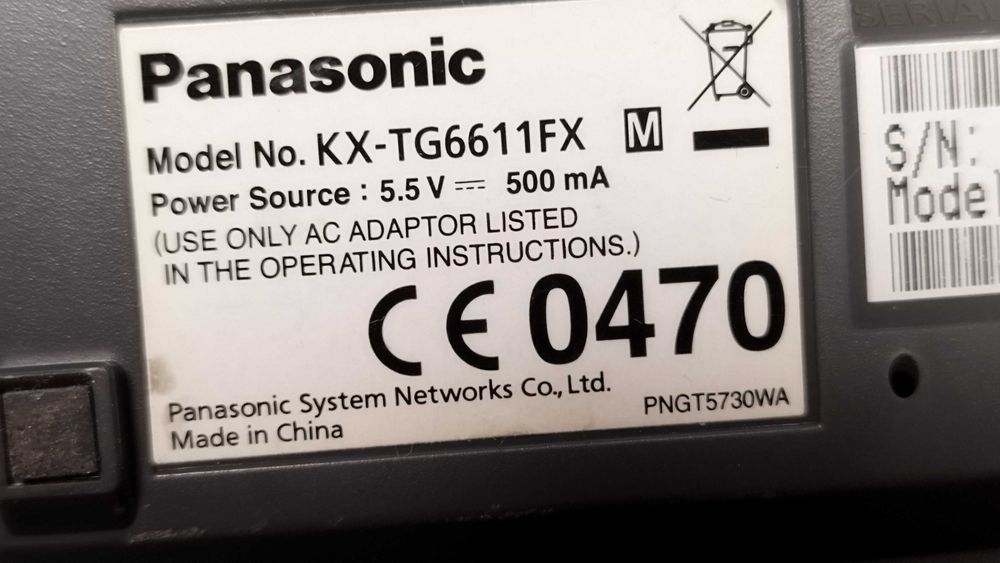 Panasonic
Model No. KX-TG6611FX M
Power Source : 5.5 V ⎓ 500 mA
(USE ONLY AC ADAPTOR LISTED
IN THE OPERATING INSTRUCTIONS.)
CE 0470
Panasonic System Networks Co., Ltd.
Made in China
PNGT5730WA
SERIAL
S/N:
Model